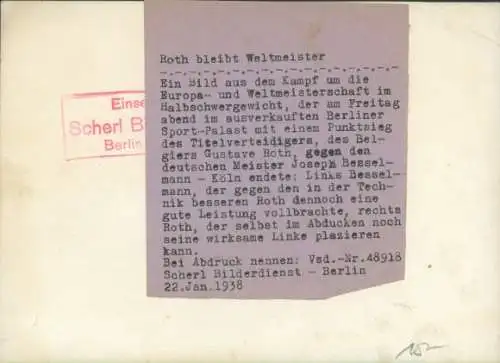 Roth bleibt Weltmeister
-.-.-.-.-.-.-.-.-.-.-.-.-.-.-
Ein Bild aus dem Kampf um die
Europa- und Weltmeisterschaft im
Halbschwergewicht, der am Freitag
abend im ausverkauften Berliner
Sport-Palast mit einem Punktsieg
des Titelverteidigers, des Bel-
giers Gustave Roth, gegen den
deutschen Meister Joseph Bessel-
mann - Köln endete: Links Bessel-
mann, der gegen den in der Tech-
nik besseren Roth dennoch eine
gute Leistung vollbrachte, rechts
Roth, der selbst im Abducken noch
seine wirksame Linke plazieren
kann.
Bei Abdruck nennen: Vsd.-Nr.48918
Scherl Bilderdienst - Berlin
22.Jan.1938
Einse
Scherl B
Berlin